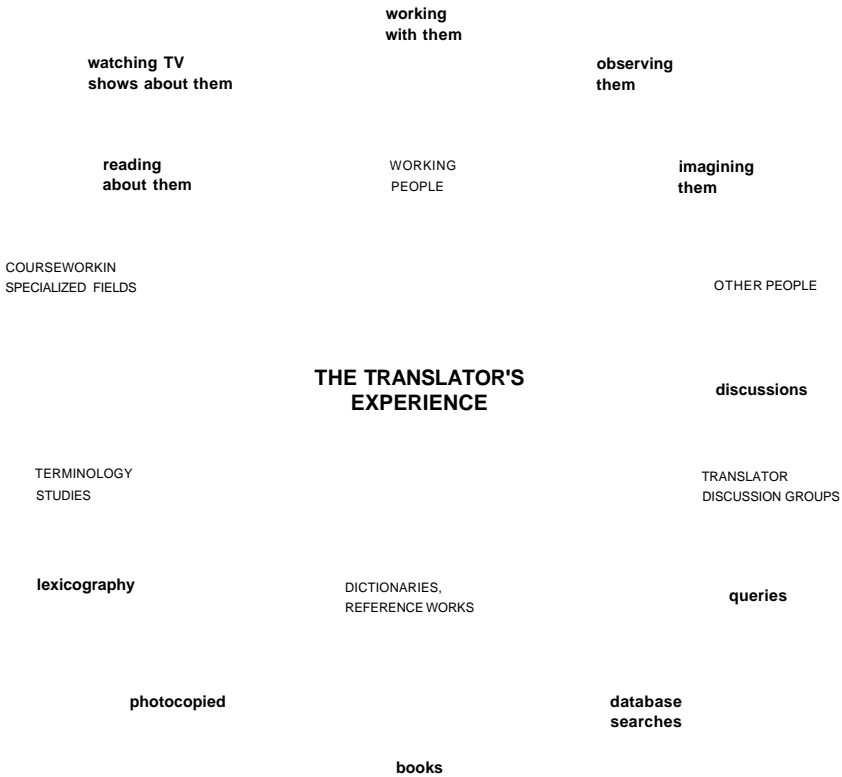 working
with them
watching TV
shows about them
observing
them
reading
about them
WORKING
PEOPLE
imagining
them
COURSEWORKIN
SPECIALIZED FIELDS
OTHER PEOPLE
THE TRANSLATOR'S
EXPERIENCE
discussions
TERMINOLOGY
STUDIES
TRANSLATOR
DISCUSSION GROUPS
lexicography
DICTIONARIES,
REFERENCE WORKS
queries
photocopied
database
searches
books